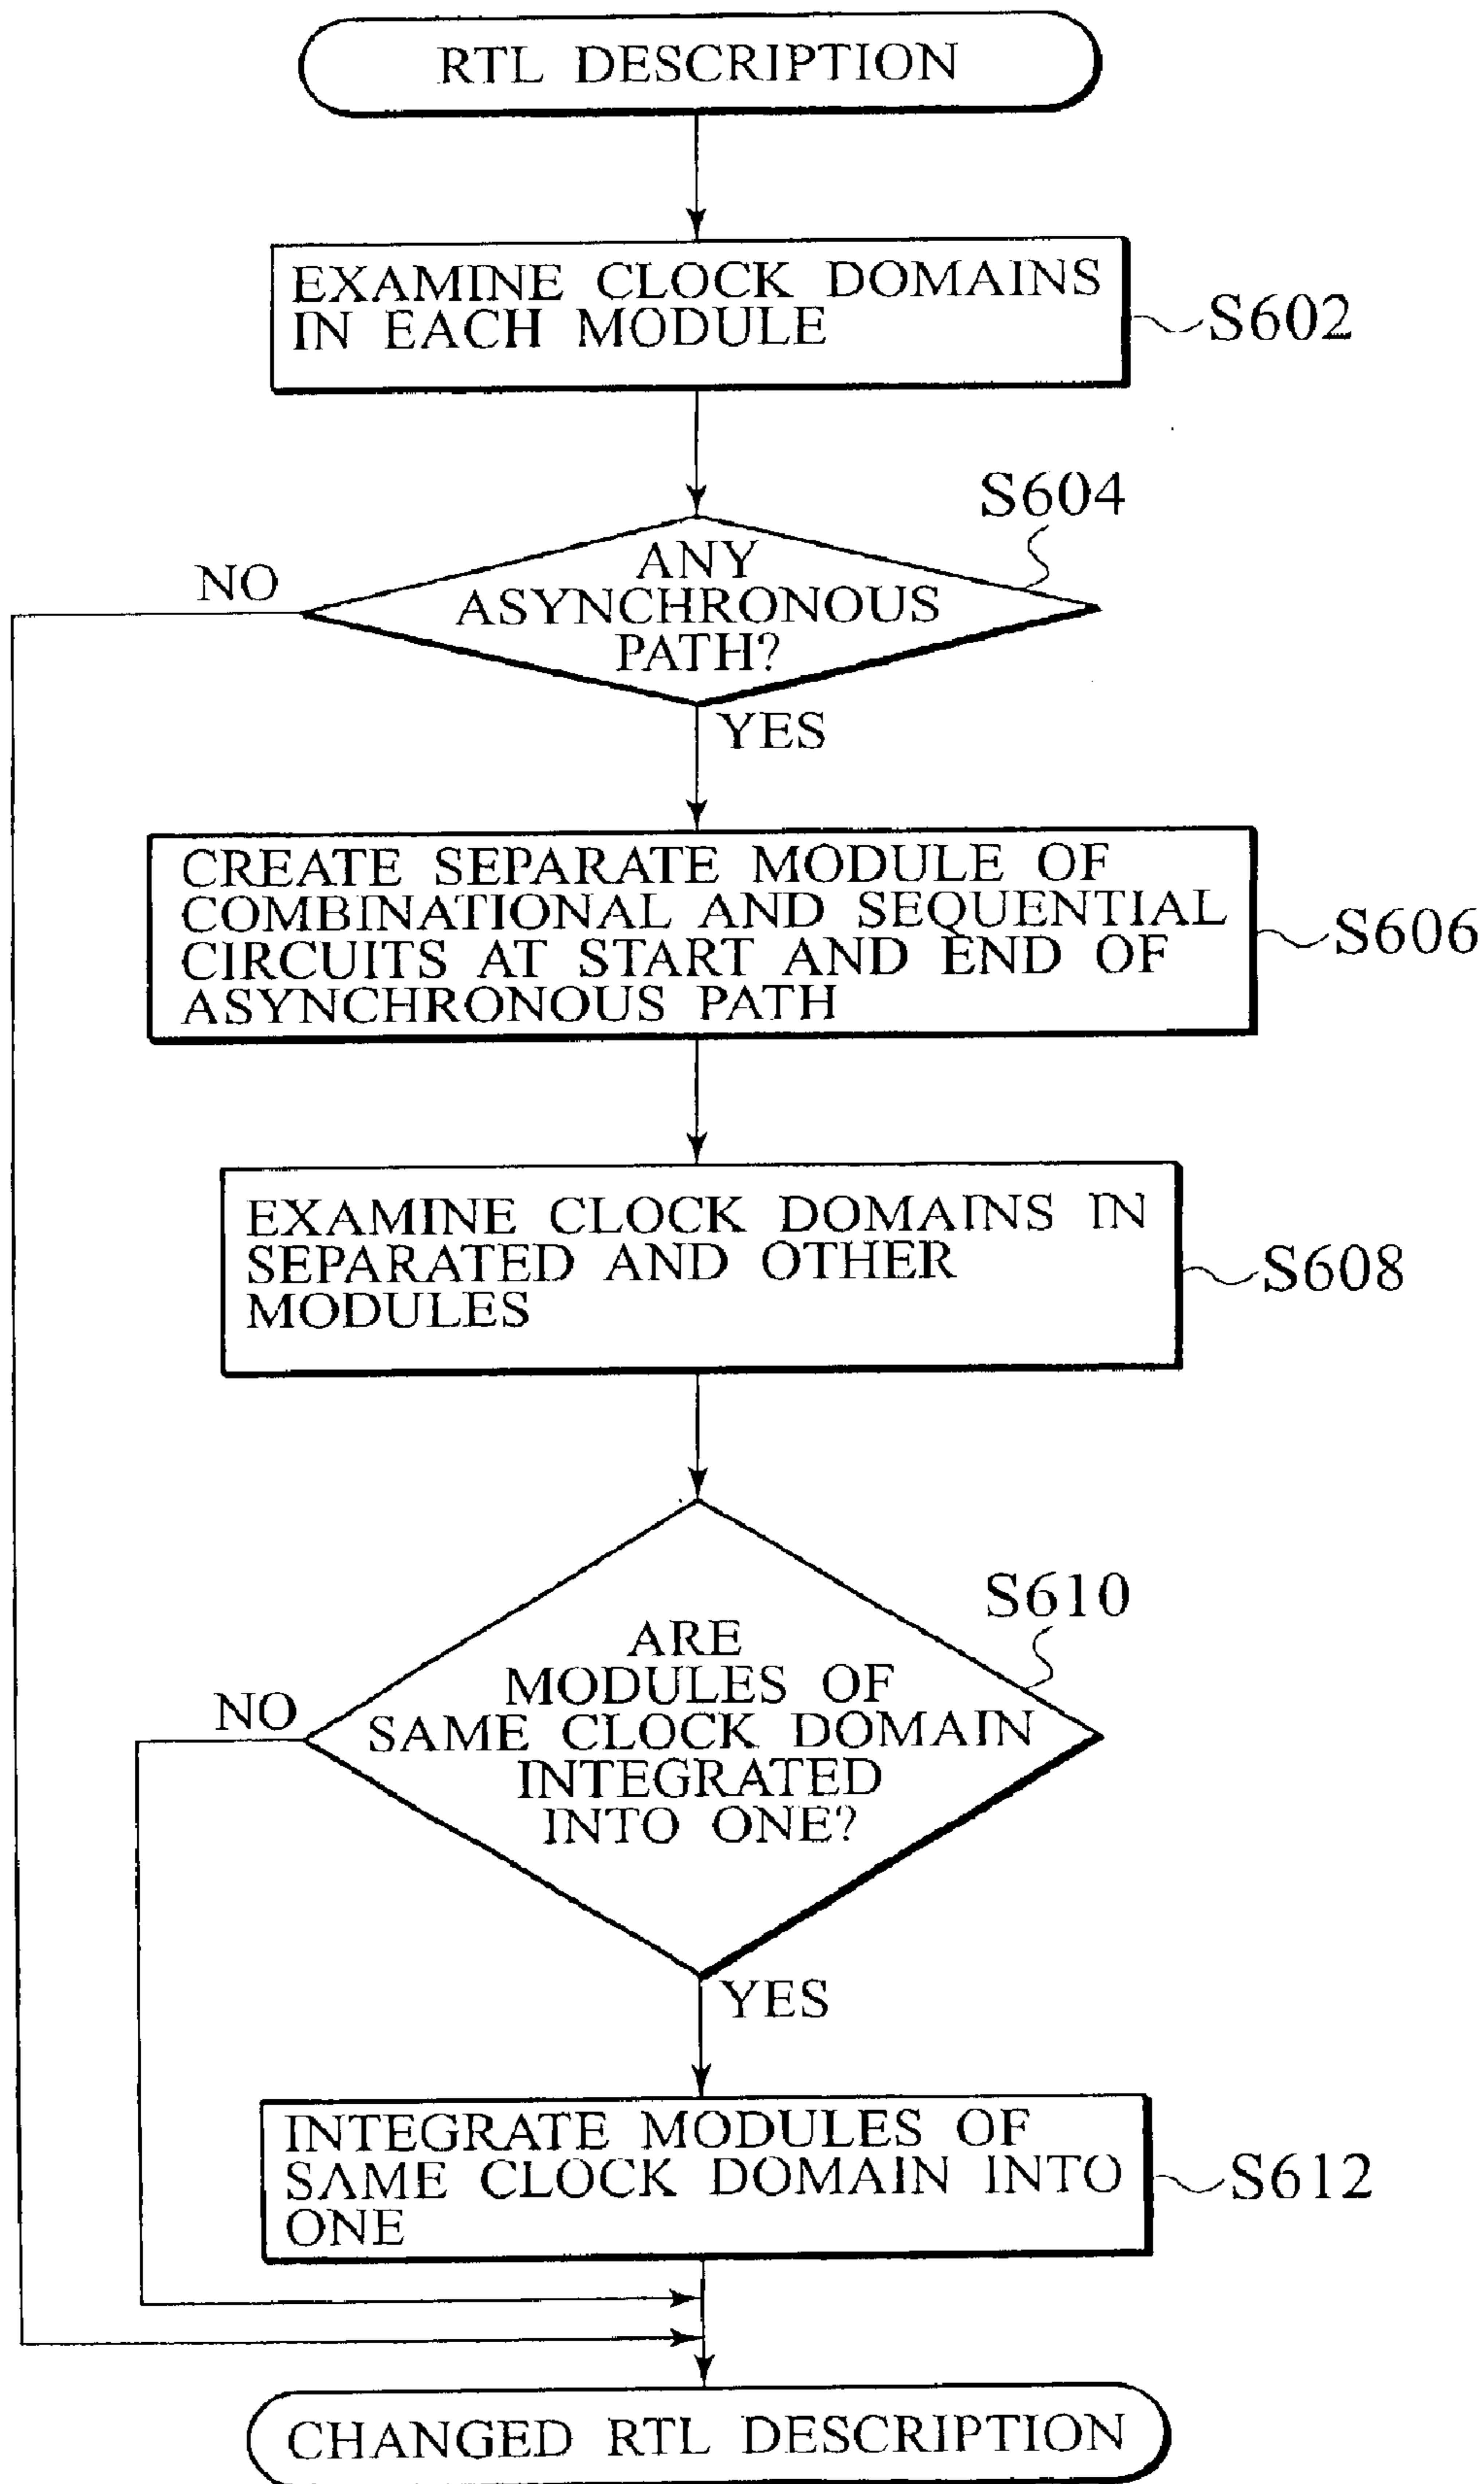 RTL DESCRIPTION
EXAMINE CLOCK DOMAINS
IN EACH MODULE
S602
S604
NO
ANY
ASYNCHRONOUS
PATH?
YES
CREATE SEPARATE MODULE OF
COMBINATIONAL AND SEQUENTIAL
CIRCUITS AT START AND END OF
ASYNCHRONOUS PATH
S606
EXAMINE CLOCK DOMAINS IN
SEPARATED AND OTHER
MODULES
S608
S610
NO
ARE
MODULES OF
SAME CLOCK DOMAIN
INTEGRATED
INTO ONE?
YES
INTEGRATE MODULES OF
SAME CLOCK DOMAIN INTO
ONE
S612
CHANGED RTL DESCRIPTION